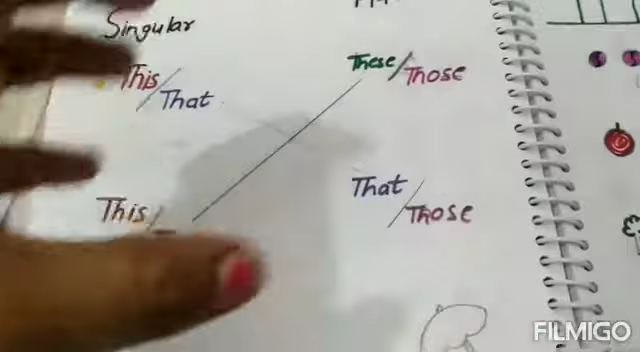 Singular
This/That
These/Those
This/
That/Those
FILMIGO